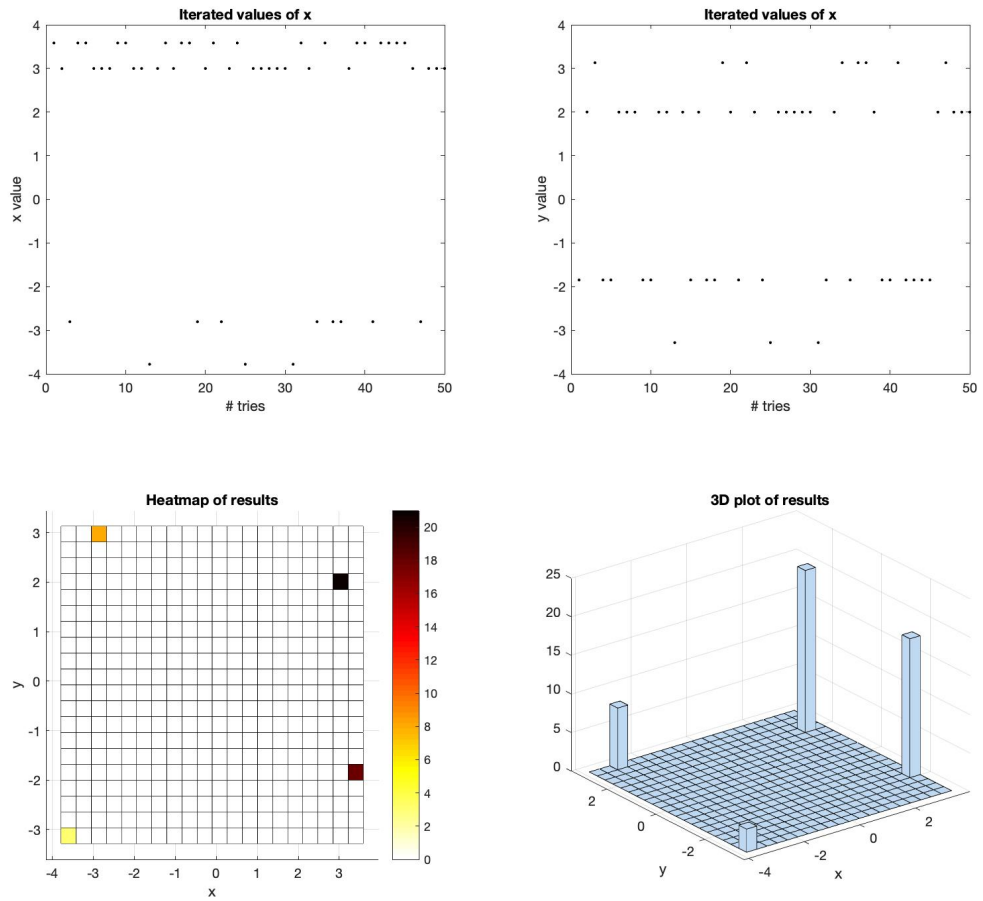 Iterated values of x
4
3
2
1
0
-1
-2
-3
-4
x value
0 10 20 30 40 50
# tries
Iterated values of x
4
3
2
1
0
-1
-2
-3
-4
y value
0 10 20 30 40 50
# tries
Heatmap of results
3
2
1
0
-1
-2
-3
y
-4 -3 -2 -1 0 1 2 3
x
20
18
16
14
12
10
8
6
4
2
0
3D plot of results
25
20
15
10
5
0
2
0
-2
y
-4 -2 0 2
x